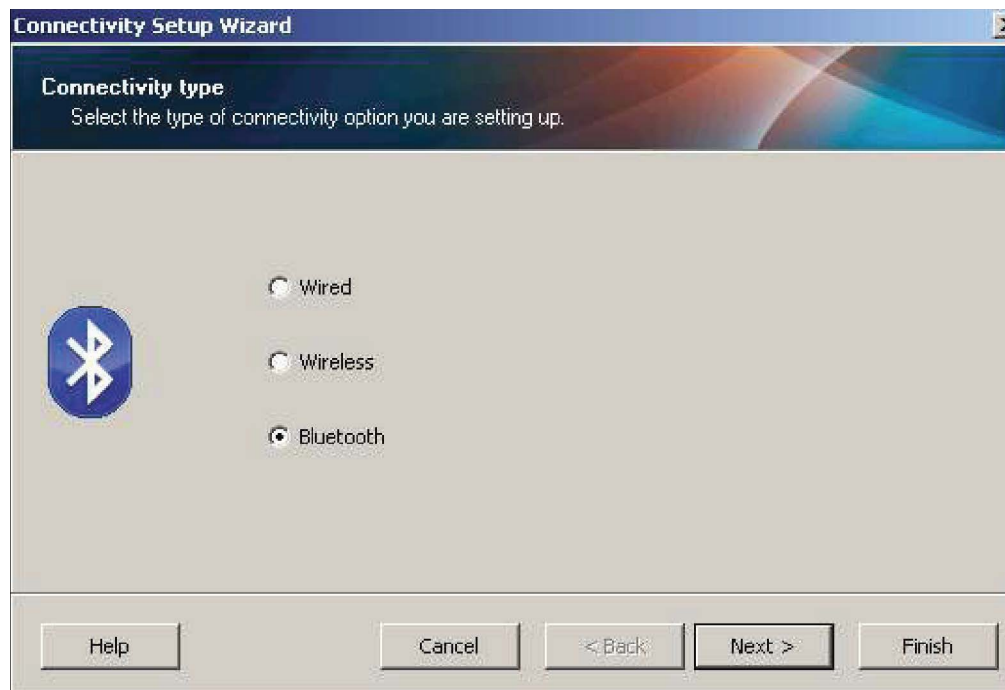 Connectivity Setup Wizard
Connectivity type
Select the type of connectivity option you are setting up.
Wired
Wireless
Bluetooth
Help
Cancel
< Back
Next >
Finish